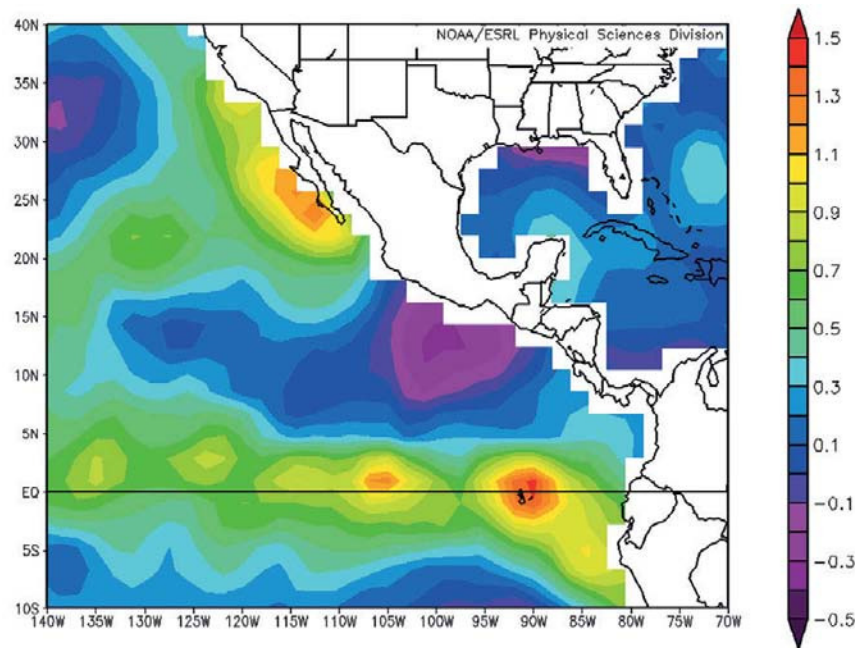 NOAA/ESRL Physical Sciences Division
40N
35N
30N
25N
20N
15N
10N
5N
EQ
5S
10S
140W 135W 130W 125W 120W 115W 110W 105W 100W 95W 90W 85W 80W 75W 70W
1.5
1.3
1.1
0.9
0.7
0.5
0.3
0.1
-0.1
-0.3
-0.5